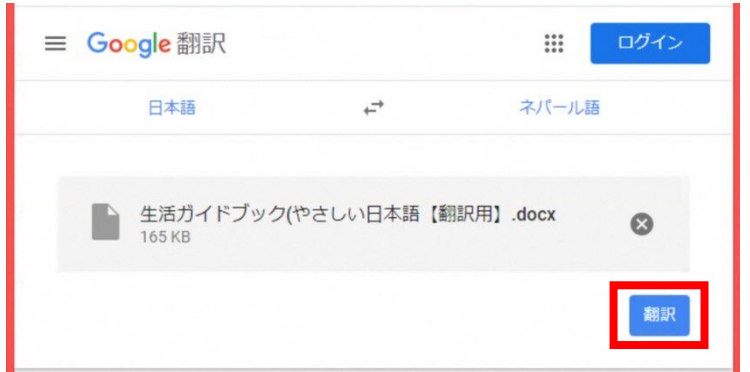 Google 翻訳
ログイン
日本語
ネパール語
生活ガイドブック(やさしい日本語【翻訳用】.docx
165 KB
翻訳